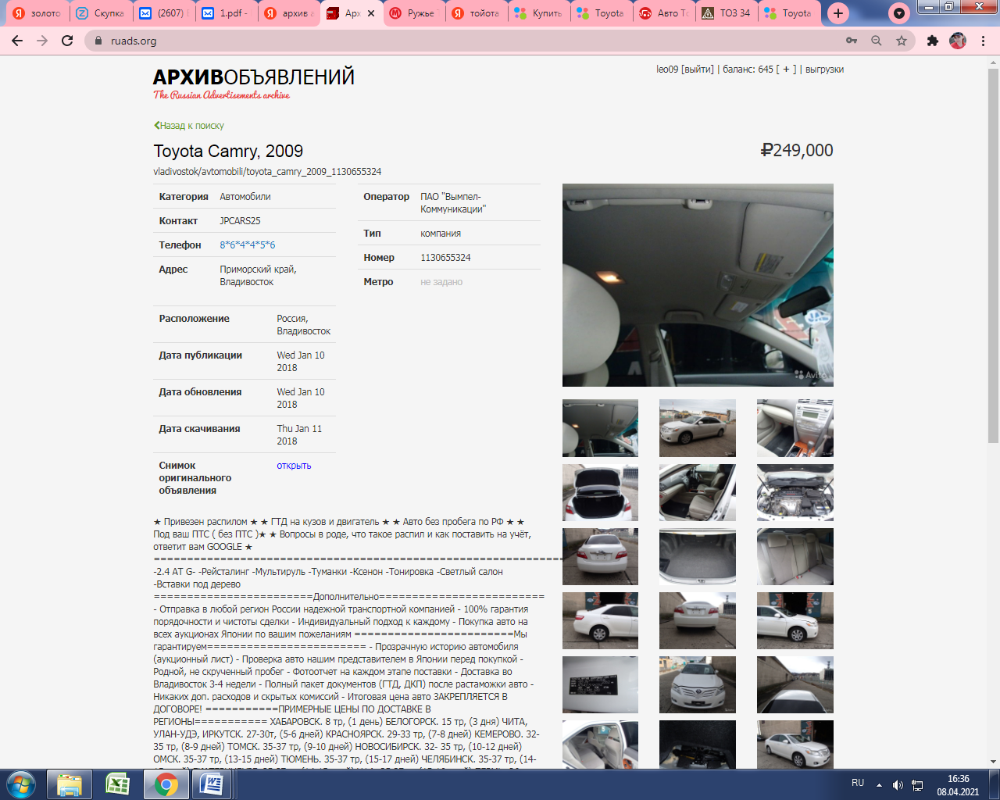 золото
Скупка
(2607)
1.pdf -
архив а
Арх
Ружье
тойота
Купить
Toyota
Авто То
ТОЗ 34
Toyota
ruads.org
АРХИВОБЪЯВЛЕНИЙ
The Russian Advertisements archive
leo09 [выйти] | баланс: 645 [ + ] | выгрузки
Назад к поиску
Toyota Camry, 2009
₽249,000
vladivostok/avtomobili/toyota_camry_2009_1130655324
Категория Автомобили
Контакт JPCARS25
Телефон 8*6*4*4*5*6
Адрес Приморский край,
Владивосток
Оператор ПАО "Вымпел-
Коммуникации"
Тип компания
Номер 1130655324
Метро не задано
Расположение Россия,
Владивосток
Дата публикации Wed Jan 10
2018
Дата обновления Wed Jan 10
2018
Дата скачивания Thu Jan 11
2018
Снимок открыть
оригинального
объявления
Avito
★ Привезен распилом ★ ★ ГТД на кузов и двигатель ★ ★ Авто без пробега по РФ ★ ★
Под ваш ПТС ( без ПТС )★ ★ Вопросы в роде, что такое распил и как поставить на учёт,
ответит вам GOOGLE ★
==============================================================
-2.4 AT G- -Рейсталинг -Мультируль -Туманки -Ксенон -Тонировка -Светлый салон
-Вставки под дерево
========================Дополнительно=========================
- Отправка в любой регион России надежной транспортной компанией - 100% гарантия
порядочности и чистоты сделки - Индивидуальный подход к каждому - Покупка авто на
всех аукционах Японии по вашим пожеланиям ========================Мы
гарантируем======================== - Прозрачную историю автомобиля
(аукционный лист) - Проверка авто нашим представителем в Японии перед покупкой -
Родной, не скрученный пробег - Фотоотчет на каждом этапе поставки - Доставка во
Владивосток 3-4 недели - Полный пакет документов (ГТД, ДКП) после растаможки авто -
Никаких доп. расходов и скрытых комиссий - Итоговая цена авто ЗАКРЕПЛЯЕТСЯ В
ДОГОВОРЕ! ===========ПРИМЕРНЫЕ ЦЕНЫ ПО ДОСТАВКЕ В
РЕГИОНЫ=========== ХАБАРОВСК. 8 тр, (1 день) БЕЛОГОРСК. 15 тр, (3 дня) ЧИТА,
УЛАН-УДЭ, ИРКУТСК. 27-30т, (5-6 дней) КРАСНОЯРСК. 29-33 тр, (7-8 дней) КЕМЕРОВО. 32-
35 тр, (8-9 дней) ТОМСК. 35-37 тр, (9-10 дней) НОВОСИБИРСК. 32- 35 тр, (10-12 дней)
ОМСК. 35-37 тр, (13-15 дней) ТЮМЕНЬ. 35-37 тр, (15-17 дней) ЧЕЛЯБИНСК. 35-37 тр, (14-
RU
16:36
08.04.2021